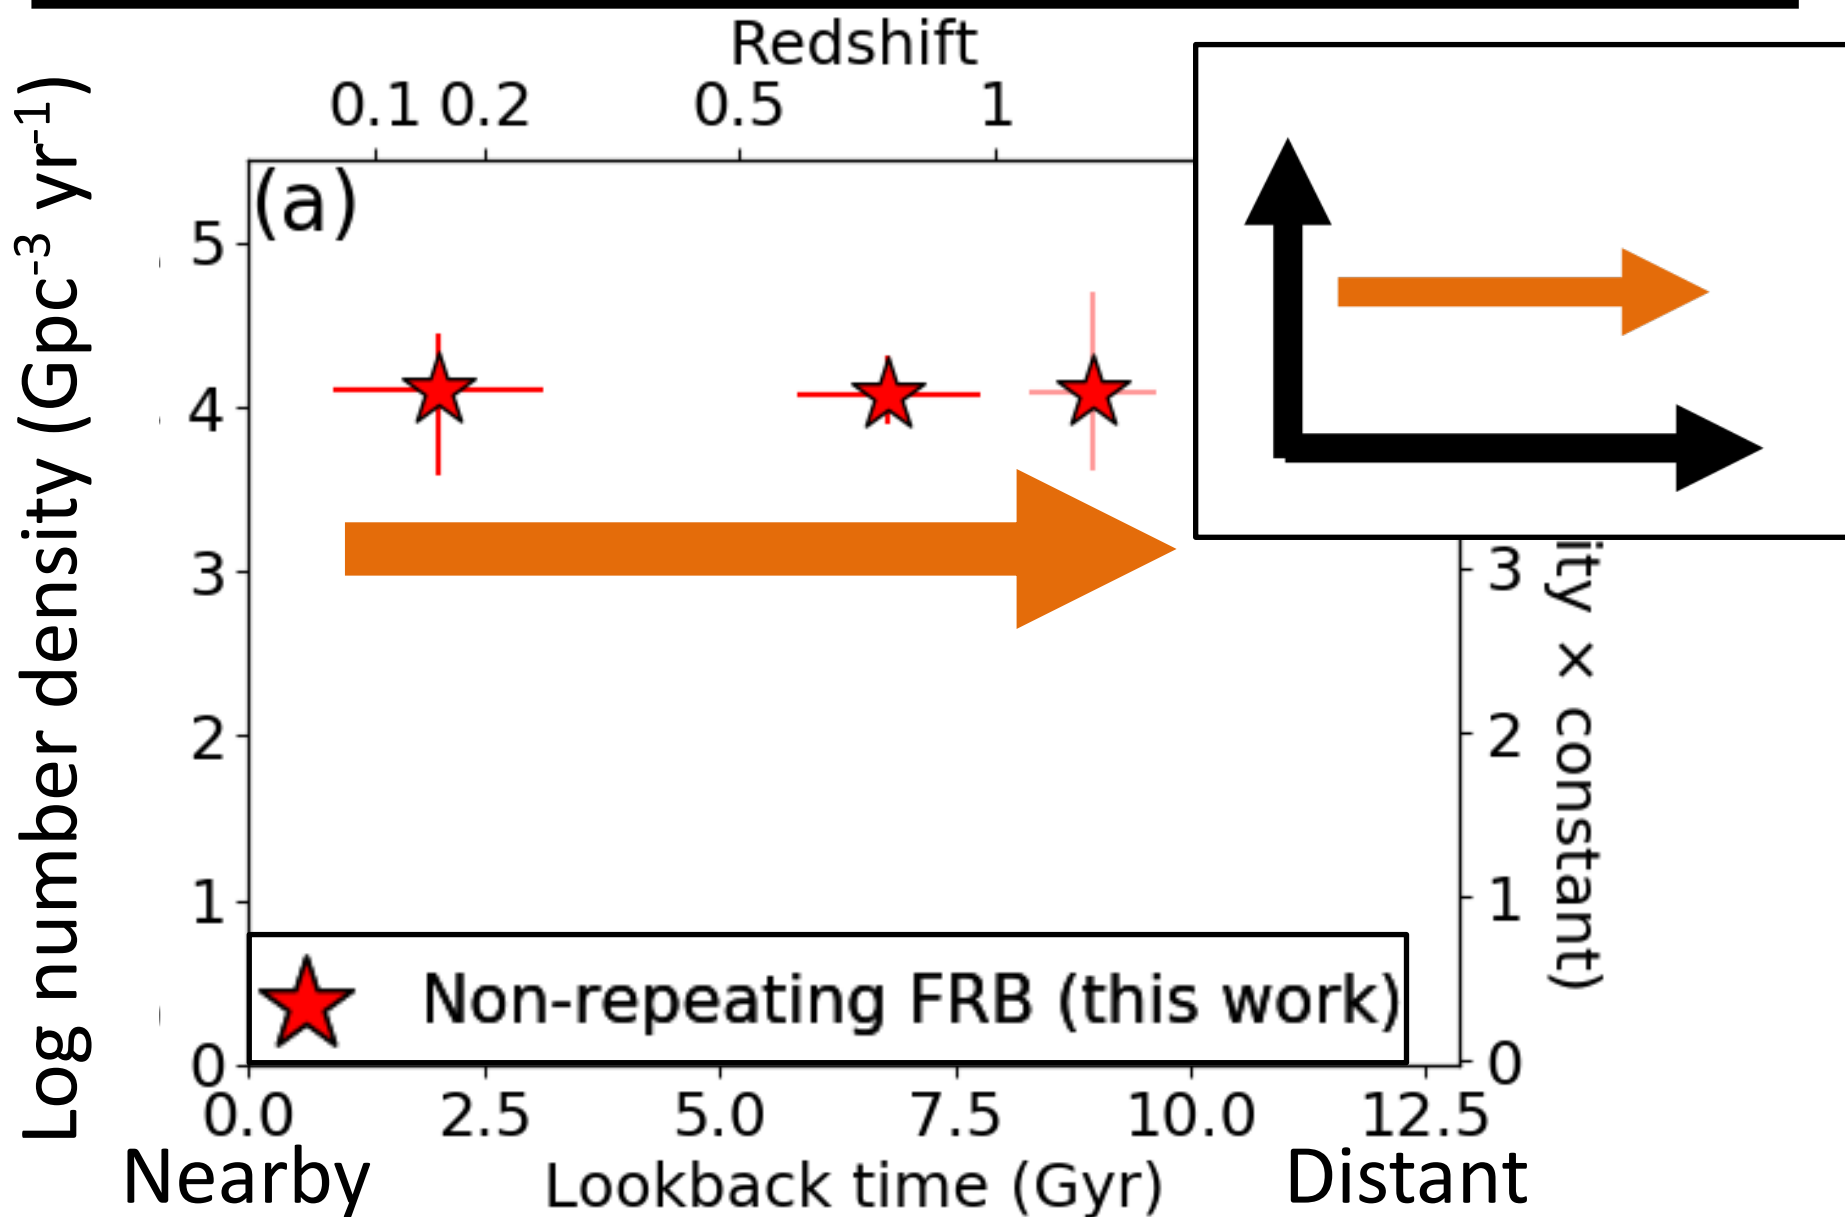 Redshift
0.1 0.2 0.5 1
(a)
Log number density (Gpc⁻³ yr⁻¹)
5
4
3
2
1
0
3
2
1
0
× constant)
Non-repeating FRB (this work)
0.0 2.5 5.0 7.5 10.0 12.5
Nearby Lookback time (Gyr) Distant